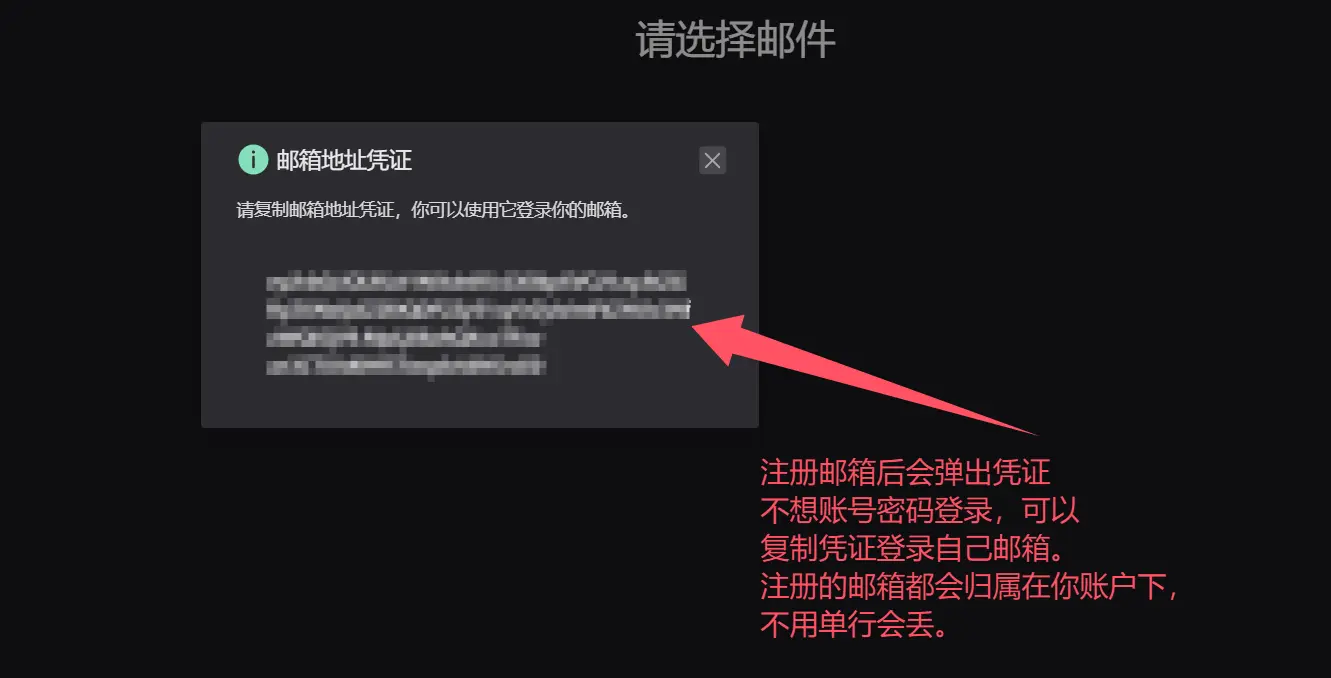 请选择邮件
邮箱地址凭证
请复制邮箱地址凭证，你可以使用它登录你的邮箱。
注册邮箱后会弹出凭证
不想账号密码登录，可以
复制凭证登录自己邮箱。
注册的邮箱都会归属在你账户下，
不用单行会丢。